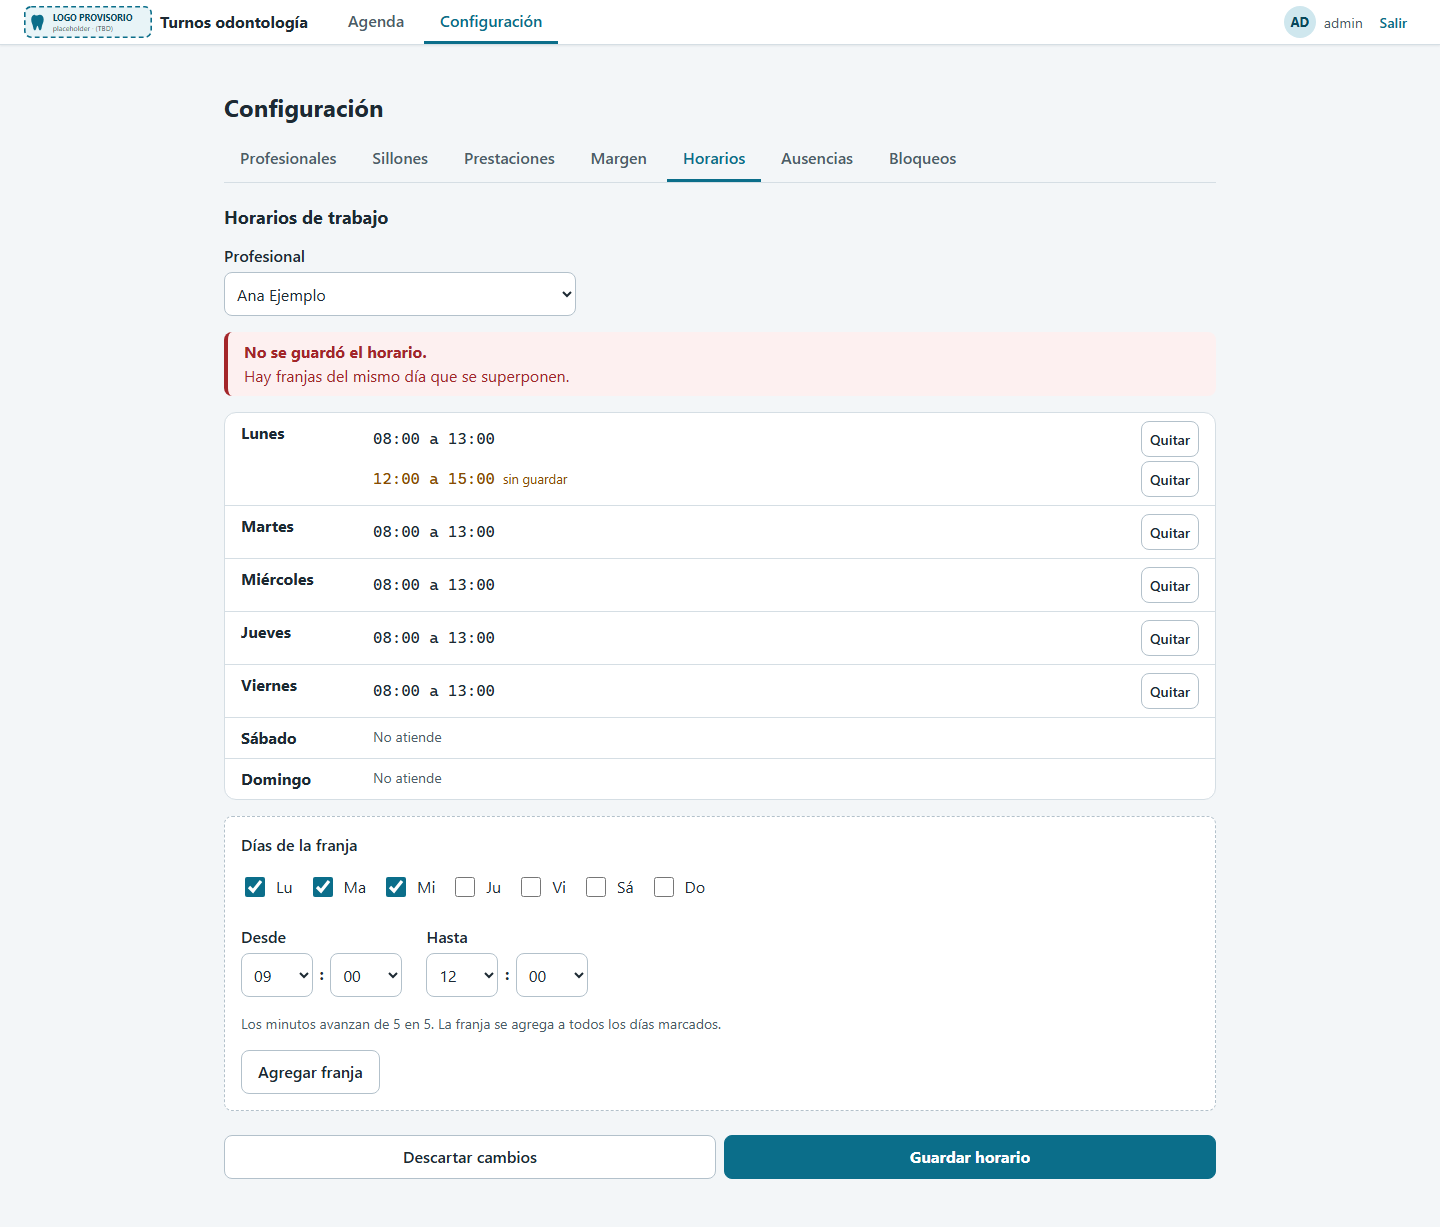 LOGO PROVISORIO
placeholder · (TBD)
Turnos odontología
Agenda
Configuración
AD
admin
Salir
Configuración
Profesionales
Sillones
Prestaciones
Margen
Horarios
Ausencias
Bloqueos
Horarios de trabajo
Profesional
Ana Ejemplo
No se guardó el horario.
Hay franjas del mismo día que se superponen.
Lunes
08:00 a 13:00
Quitar
12:00 a 15:00 sin guardar
Quitar
Martes
08:00 a 13:00
Quitar
Miércoles
08:00 a 13:00
Quitar
Jueves
08:00 a 13:00
Quitar
Viernes
08:00 a 13:00
Quitar
Sábado
No atiende
Domingo
No atiende
Días de la franja
Lu
Ma
Mi
Ju
Vi
Sá
Do
Desde
Hasta
09 : 00
12 : 00
Los minutos avanzan de 5 en 5. La franja se agrega a todos los días marcados.
Agregar franja
Descartar cambios
Guardar horario